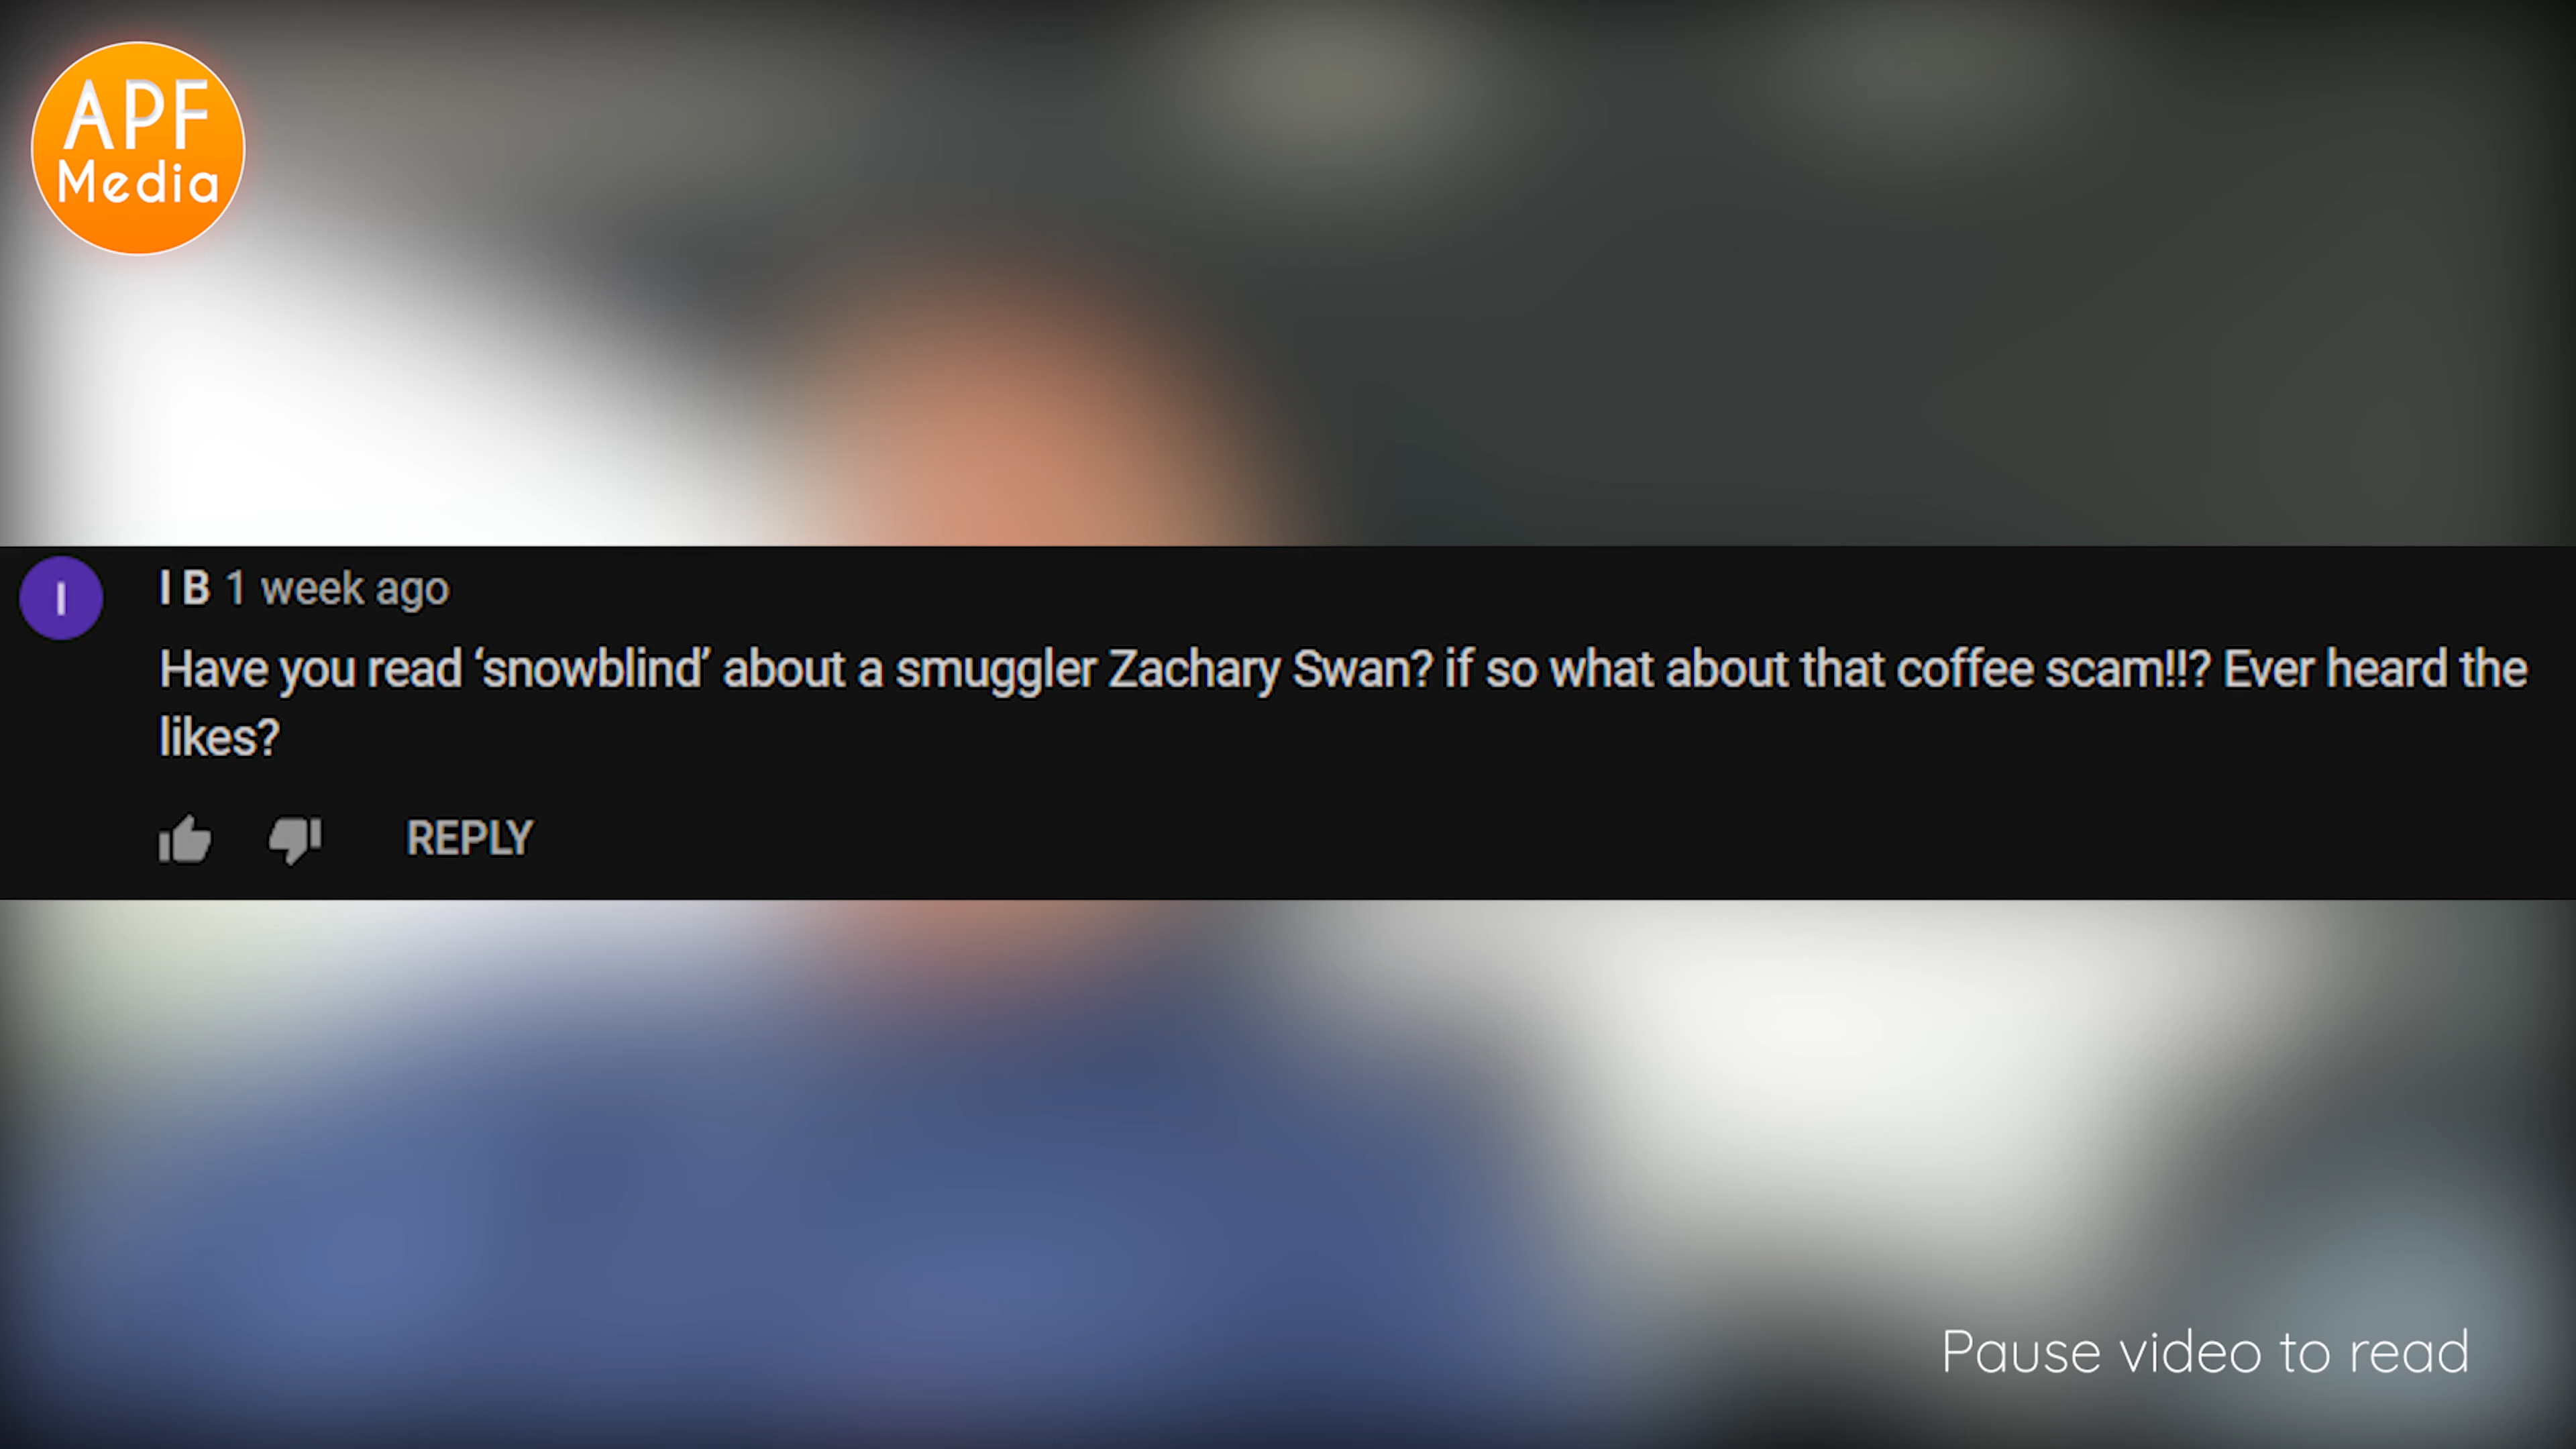 APF
Media
I
I B 1 week ago
Have you read ‘snowblind’ about a smuggler Zachary Swan? if so what about that coffee scam!!? Ever heard the
likes?
REPLY
Pause video to read